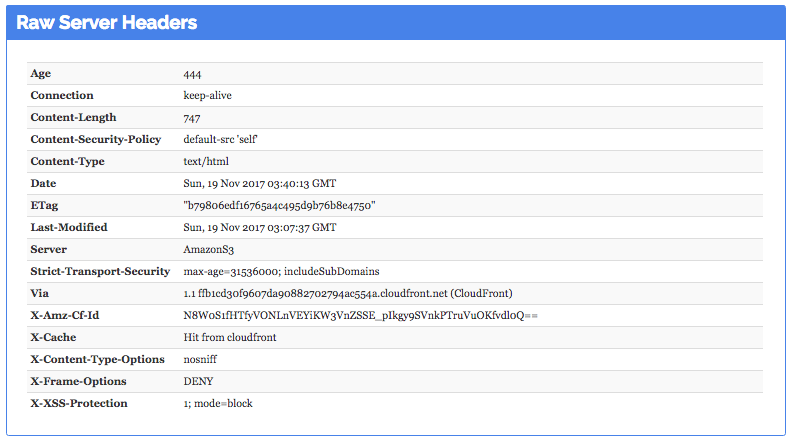 Raw Server Headers
Age 444
Connection keep-alive
Content-Length 747
Content-Security-Policy default-src 'self'
Content-Type text/html
Date Sun, 19 Nov 2017 03:40:13 GMT
ETag "b79806edf16765a4c495d9b76b8e4750"
Last-Modified Sun, 19 Nov 2017 03:07:37 GMT
Server AmazonS3
Strict-Transport-Security max-age=31536000; includeSubDomains
Via 1.1 ffb1cd30f9607da90882702794ac554a.cloudfront.net (CloudFront)
X-Amz-Cf-Id N8W0S1fHTfyVONLnVEYiKW3VnZSSE_pIkgy9SVnkPTruVuOKfvdl0Q==
X-Cache Hit from cloudfront
X-Content-Type-Options nosniff
X-Frame-Options DENY
X-XSS-Protection 1; mode=block